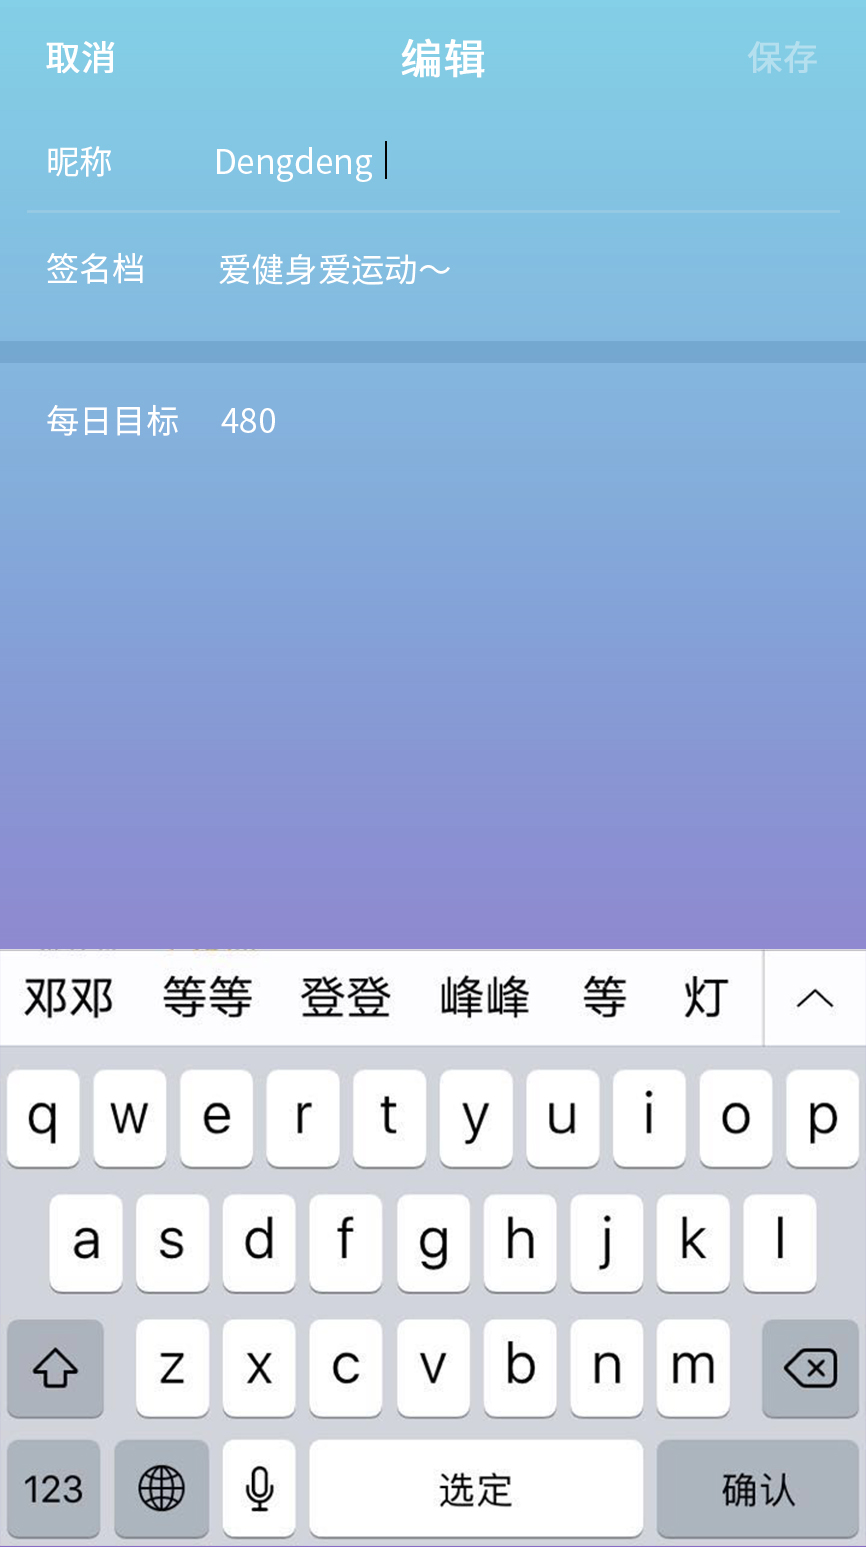 取消 编辑 保存
昵称 Dengdeng
签名档 爱健身爱运动～
每日目标 480
邓邓 等等 登登 峰峰 等 灯
q w e r t y u i o p
a s d f g h j k l
z x c v b n m
123 选定 确认